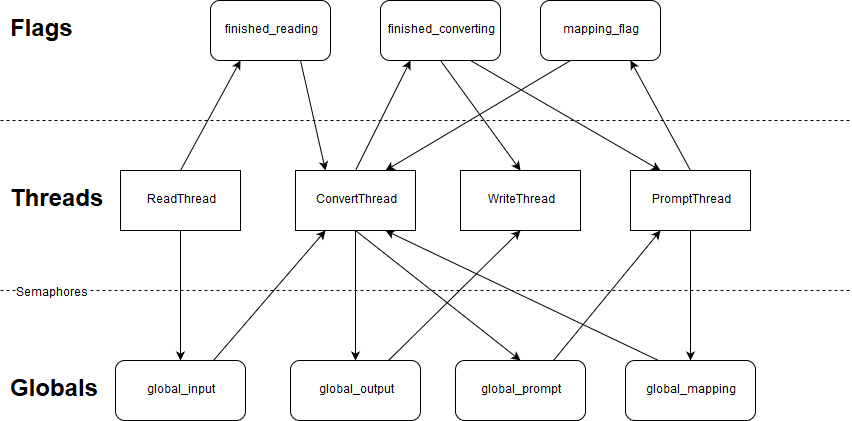 Flags
finished_reading
finished_converting
mapping_flag
Threads
ReadThread
ConvertThread
WriteThread
PromptThread
Semaphores
Globals
global_input
global_output
global_prompt
global_mapping